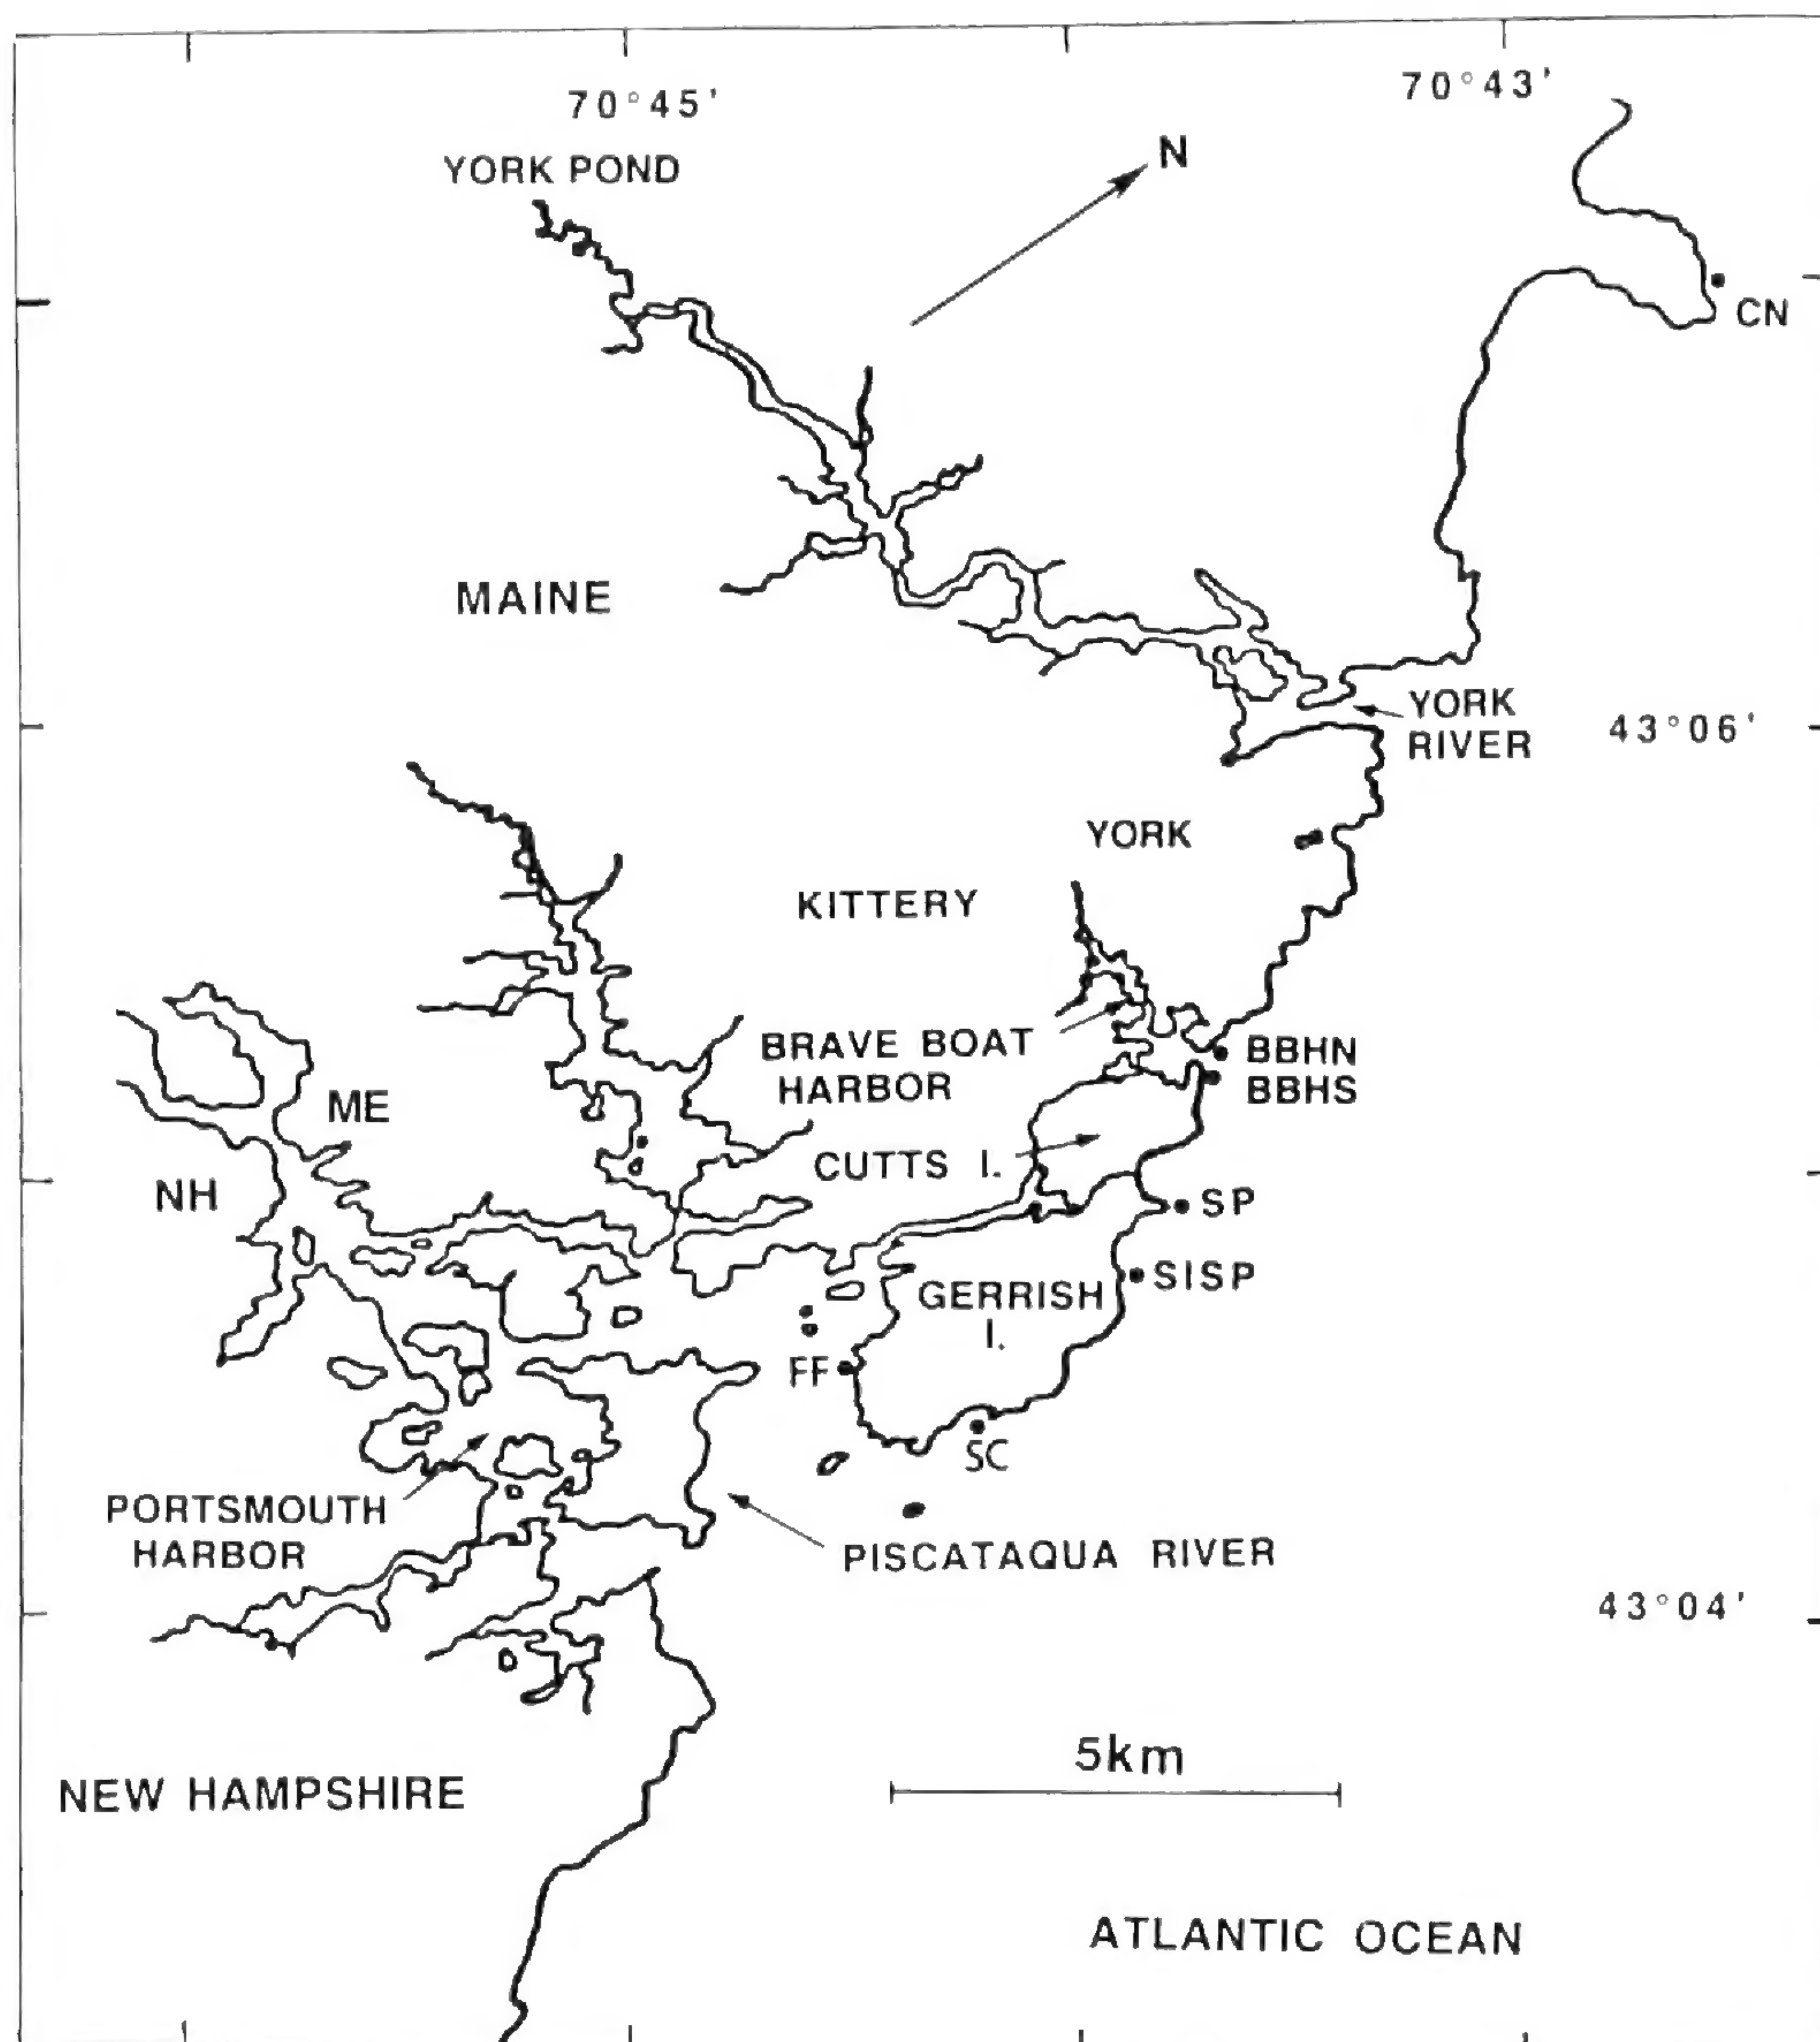 70°45'
70°43'
YORK POND
N
CN
MAINE
YORK
RIVER
43°06'
YORK
KITTERY
BRAVE BOAT
HARBOR
BBHN
BBHS
ME
CUTTS I.
NH
SP
SISP
GERRISH
I.
FF
SC
PORTSMOUTH
HARBOR
PISCATAQUA RIVER
43°04'
5km
NEW HAMPSHIRE
ATLANTIC OCEAN